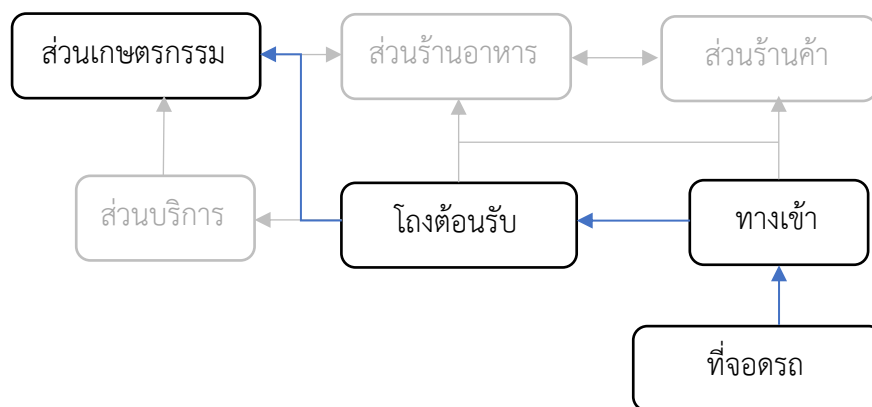 ส่วนเกษตรกรรม
ส่วนร้านอาหาร
ส่วนร้านค้า
ส่วนบริการ
โถงต้อนรับ
ทางเข้า
ที่จอดรถ